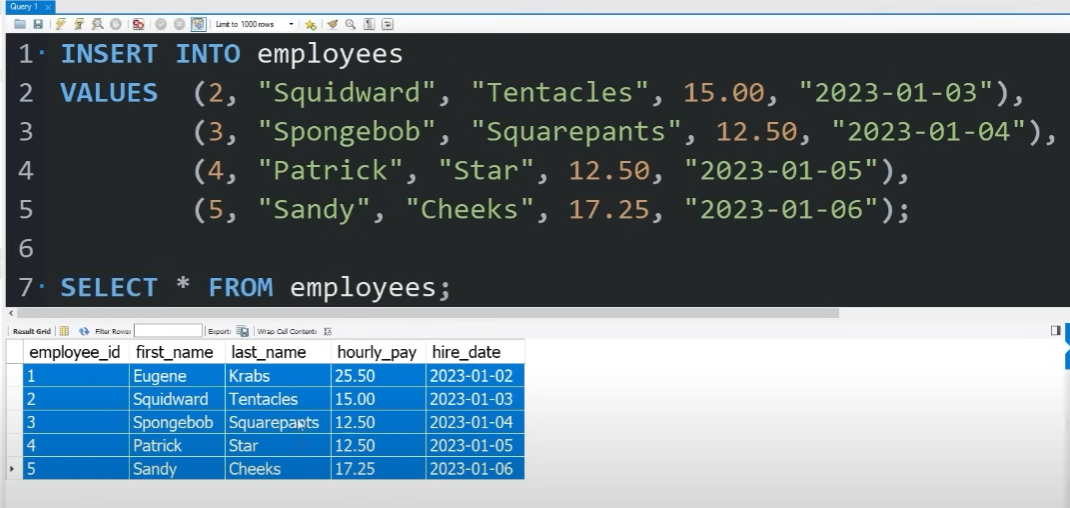 Query 1
Limit to 1000 rows
1 INSERT INTO employees
2 VALUES (2, "Squidward", "Tentacles", 15.00, "2023-01-03"),
3 (3, "Spongebob", "Squarepants", 12.50, "2023-01-04"),
4 (4, "Patrick", "Star", 12.50, "2023-01-05"),
5 (5, "Sandy", "Cheeks", 17.25, "2023-01-06");
6
7 SELECT * FROM employees;
Result Grid Filter Rows: Export: Wrap Cell Content:
employee_id first_name last_name hourly_pay hire_date
1 Eugene Krabs 25.50 2023-01-02
2 Squidward Tentacles 15.00 2023-01-03
3 Spongebob Squarepants 12.50 2023-01-04
4 Patrick Star 12.50 2023-01-05
5 Sandy Cheeks 17.25 2023-01-06